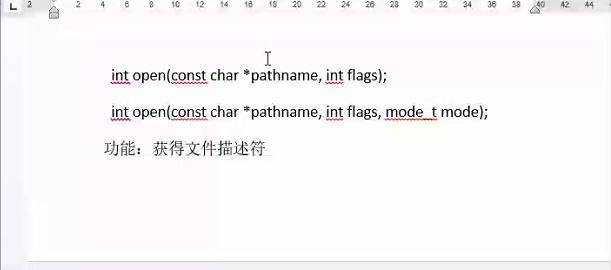 L 2 2 4 6 8 10 12 14 16 18 20 22 24 26 28 30 32 34 36 38 40 42 44
int open(const char *pathname, int flags);
int open(const char *pathname, int flags, mode_t mode);
功能：获得文件描述符